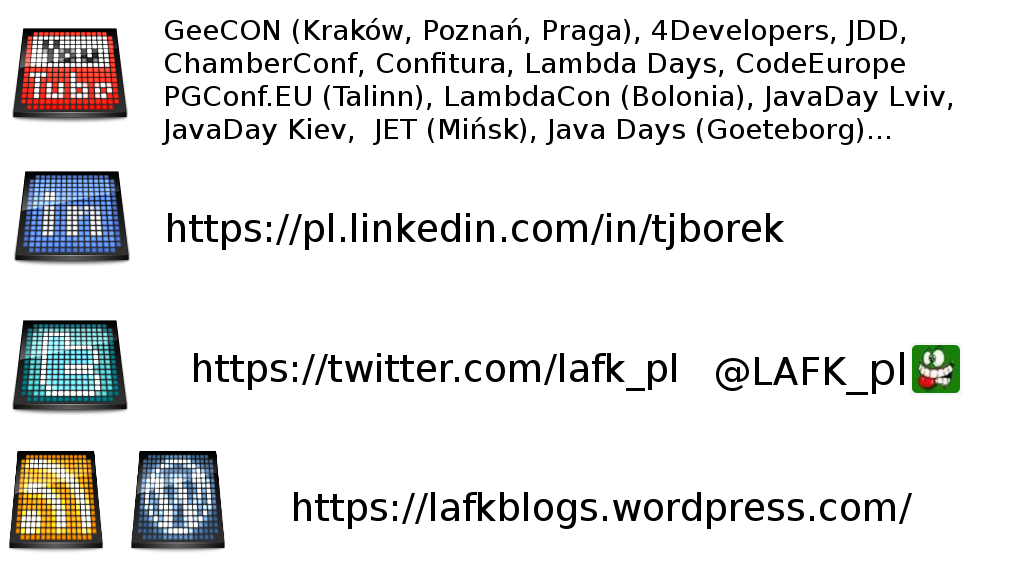 You
Tube
GeeCON (Kraków, Poznań, Praga), 4Developers, JDD,
ChamberConf, Confitura, Lambda Days, CodeEurope
PGConf.EU (Talinn), LambdaCon (Bolonia), JavaDay Lviv,
JavaDay Kiev, JET (Mińsk), Java Days (Goeteborg)...
in
https://pl.linkedin.com/in/tjborek
t
https://twitter.com/lafk_pl @LAFK_pl
W
https://lafkblogs.wordpress.com/